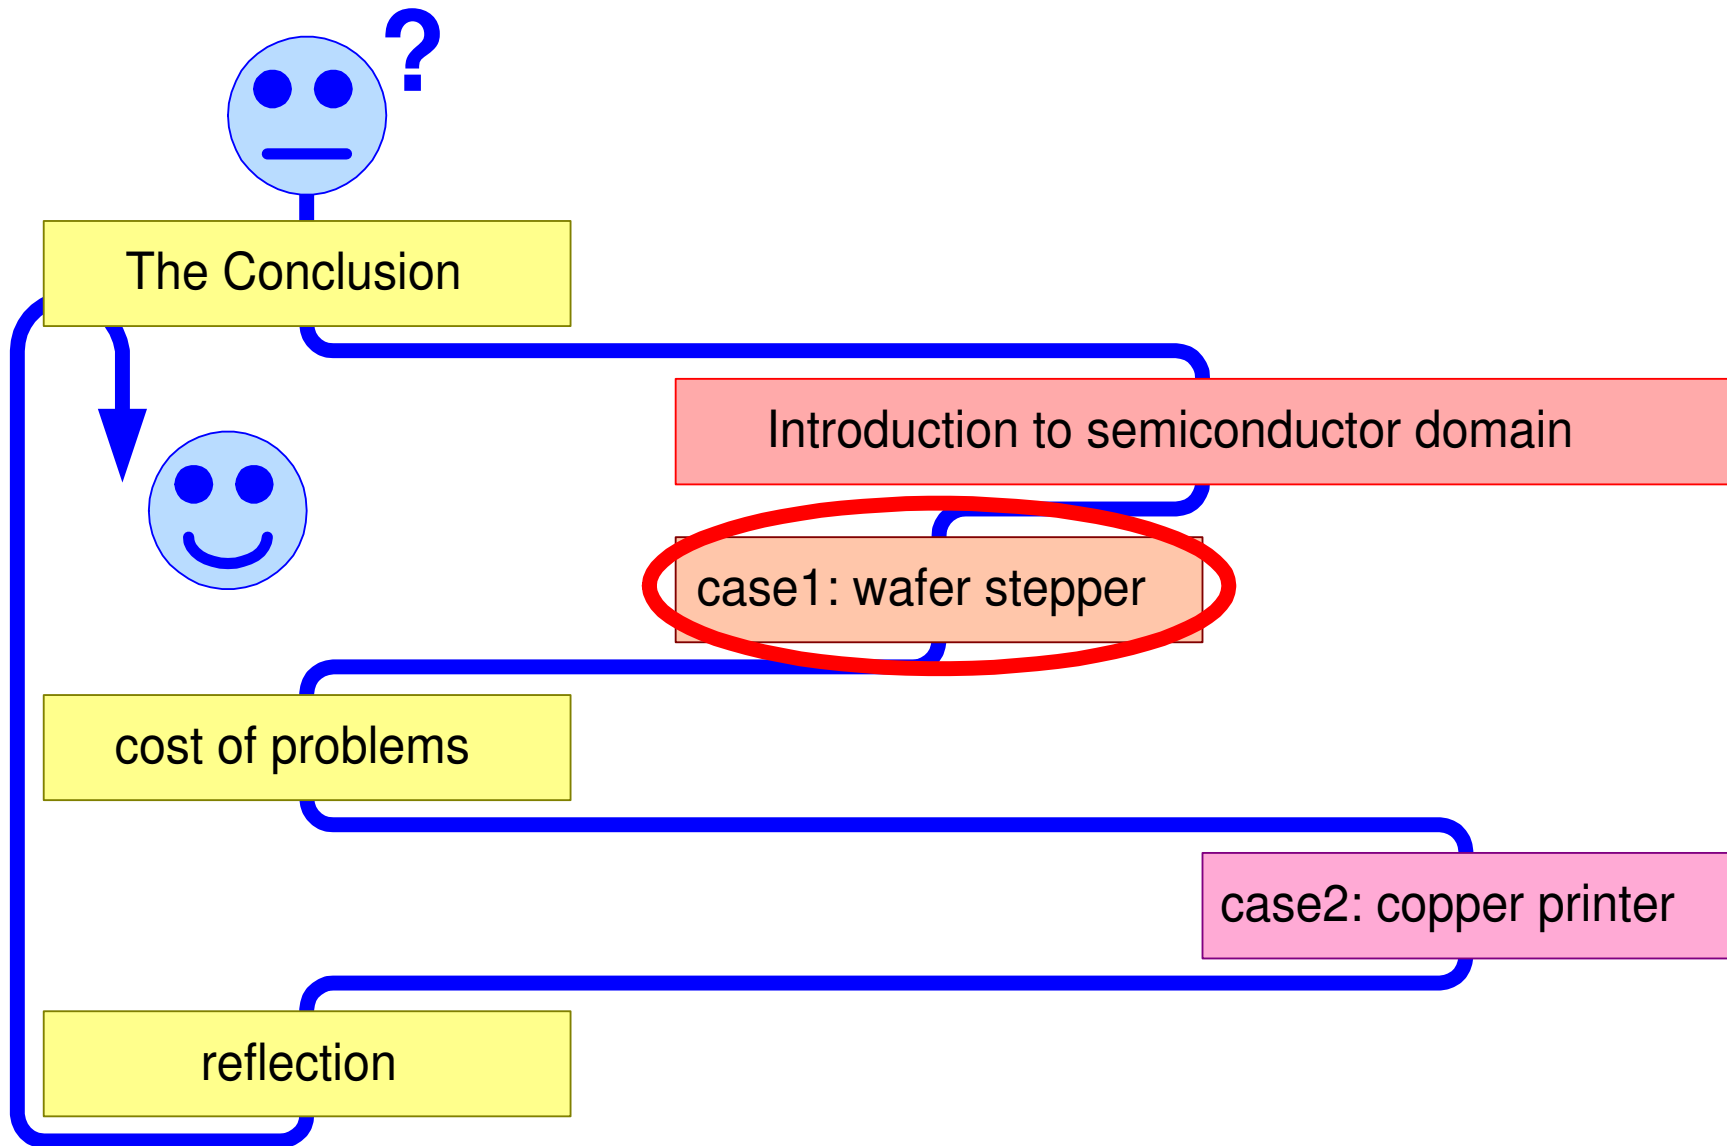 ?
The Conclusion
Introduction to semiconductor domain
case1: wafer stepper
cost of problems
case2: copper printer
reflection